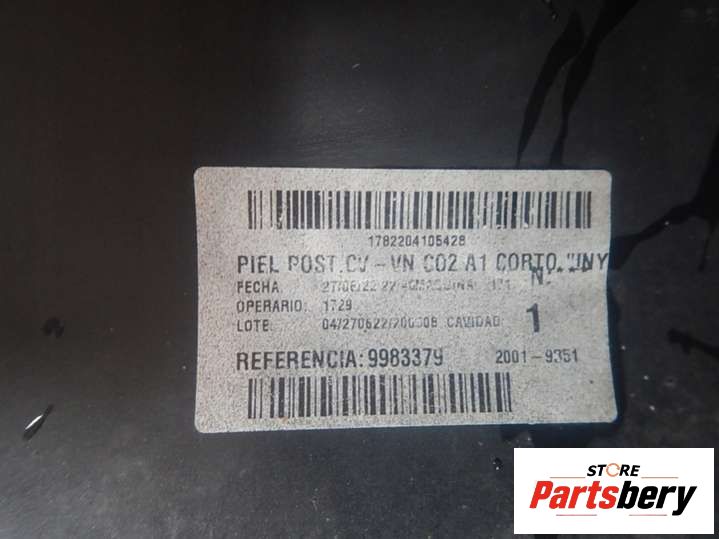 1782204105428
PIEL POST.CV - VN CO2 A1 CORTO
FECHA
OPERARIO: 1729
LOTE: CAVIDAD 1
REFERENCIA: 9983379 2001-9351
STORE
Partsbery